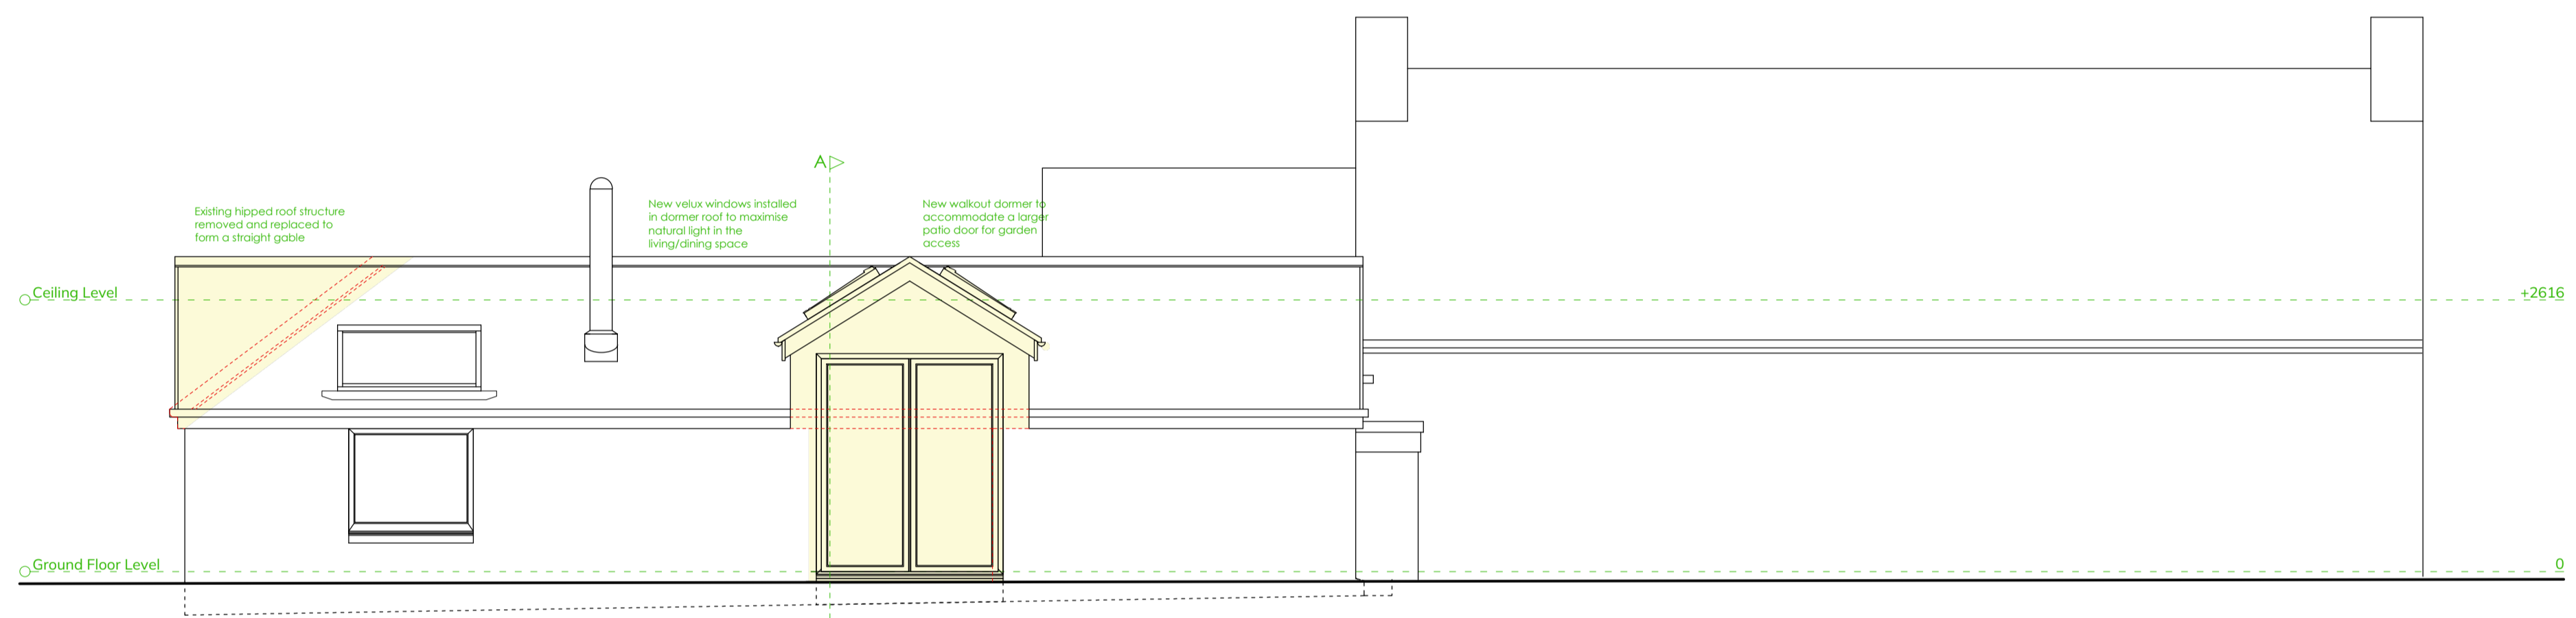 A
Existing hipped roof structure
removed and replaced to
form a straight gable
New velux windows installed
in dormer roof to maximise
natural light in the
living/dining space
New walkout dormer to
accommodate a larger
patio door for garden
access
Ceiling Level
+2616
Ground Floor Level
0